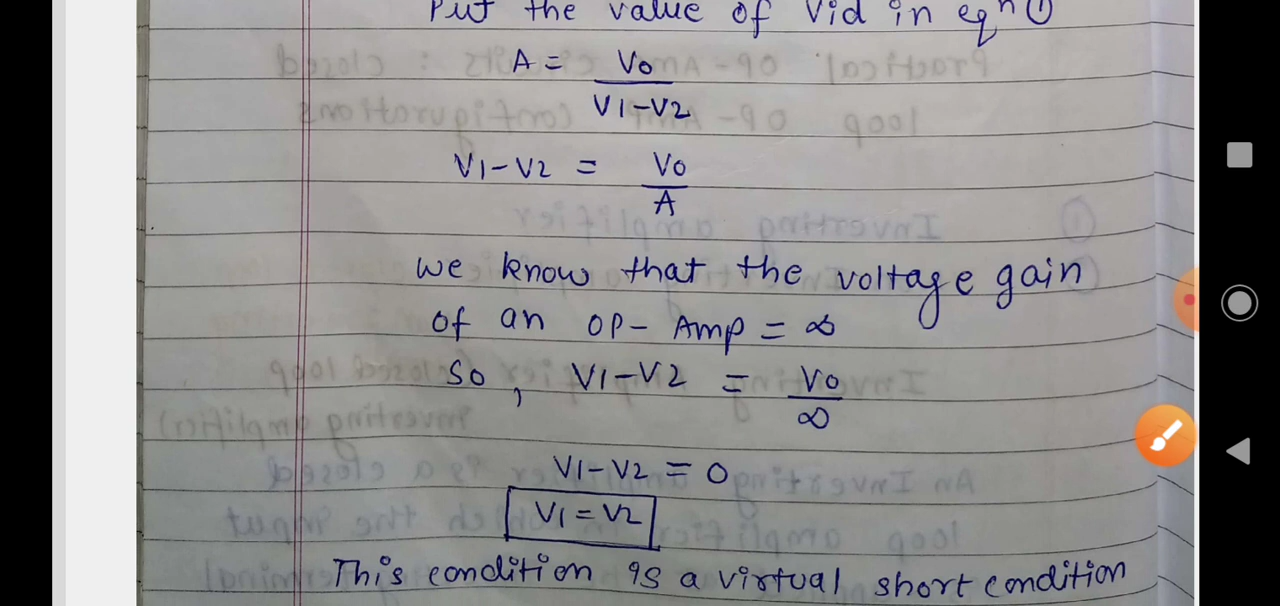 Put the value of Vid in eqn ①
A = Vo / V1-V2
V1-V2 = Vo / A
we know that the voltage gain
of an OP-Amp = ∞
So, V1-V2 = Vo / ∞
V1-V2 = 0
V1 = V2
This condition is a virtual short condition